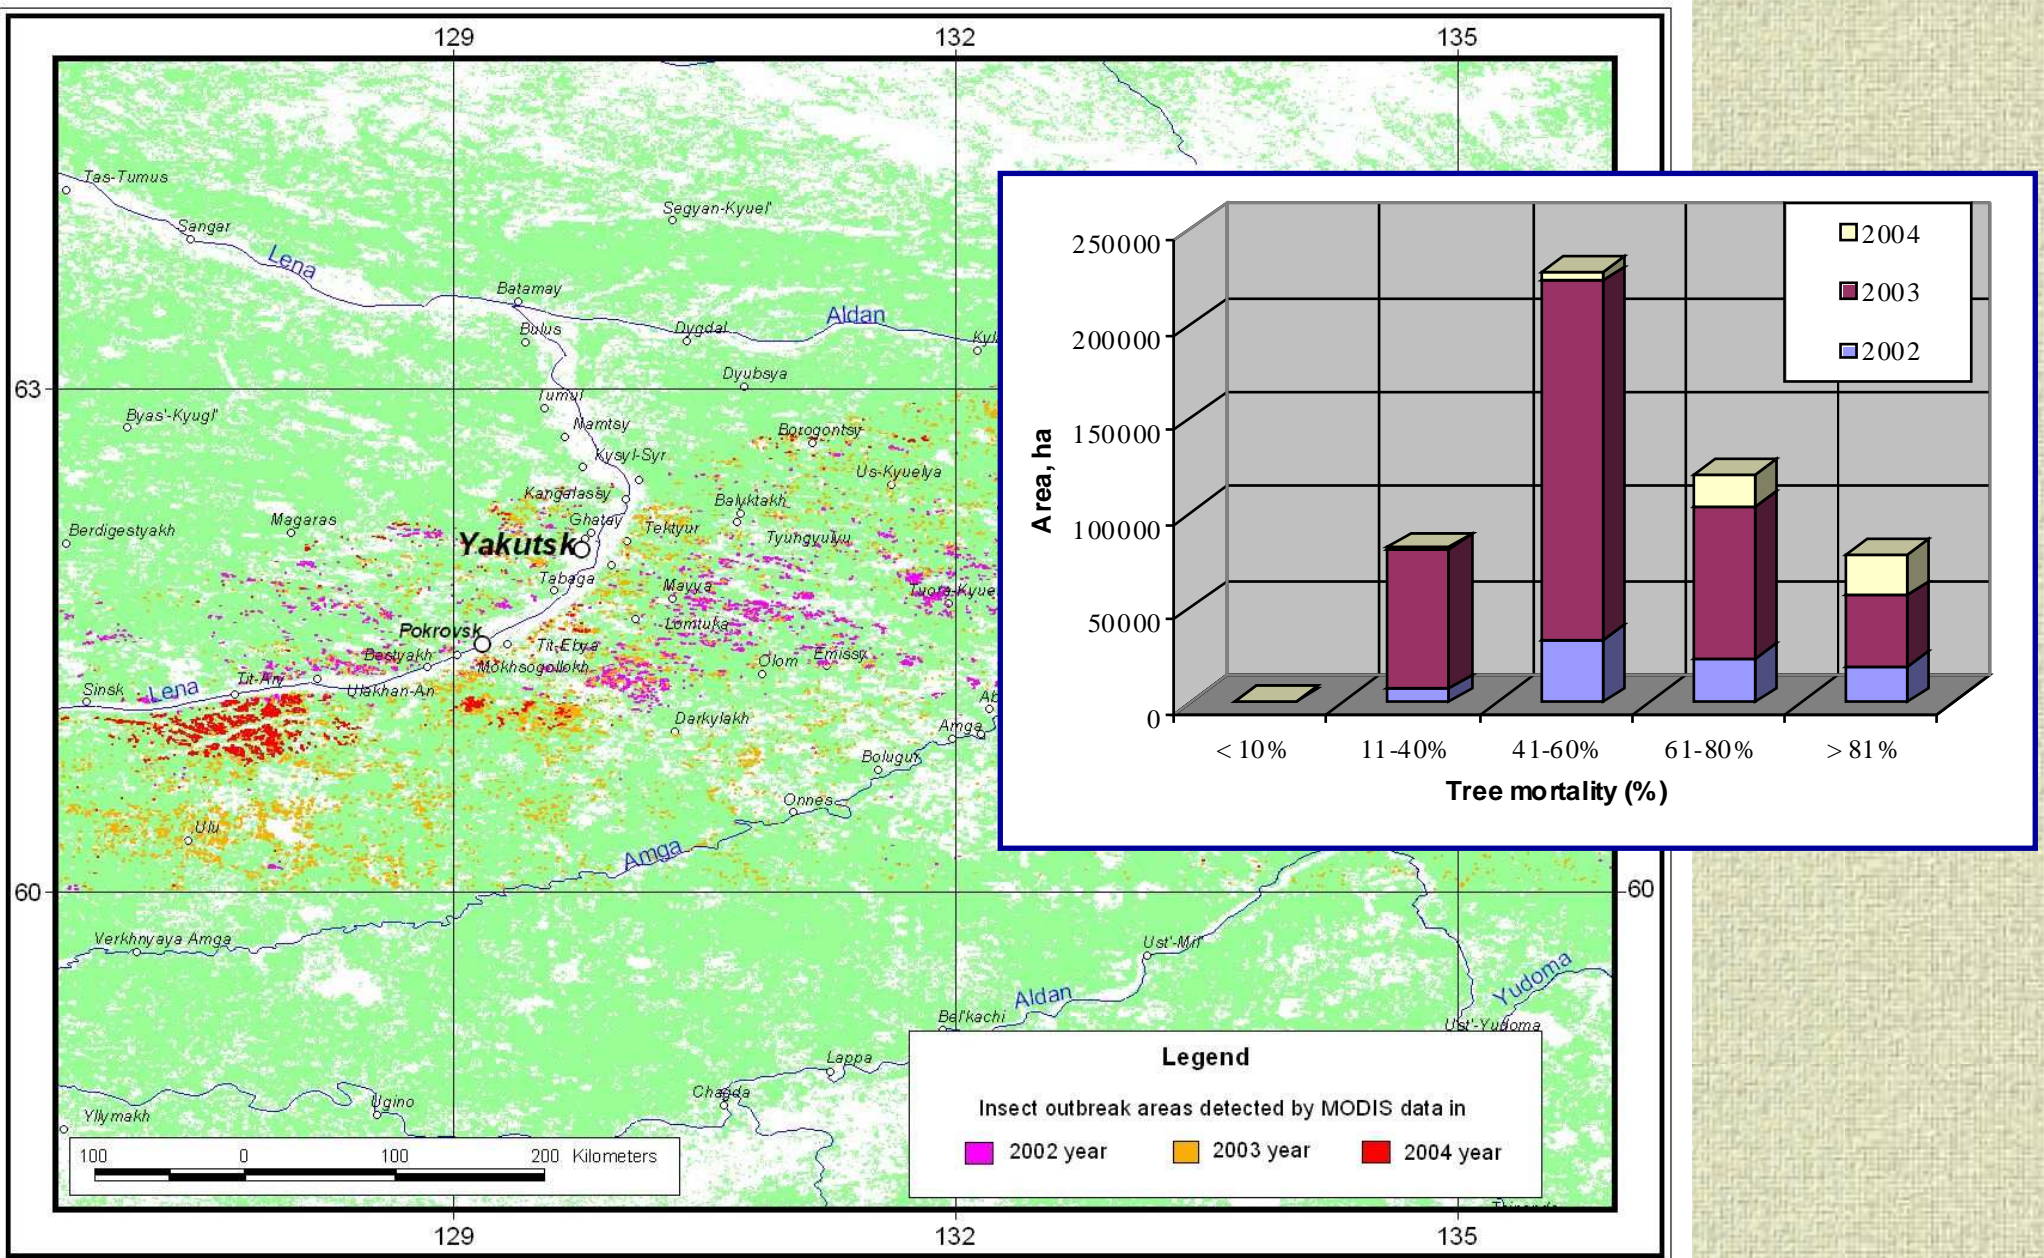 129 132 135
Tas-Tumus
Sangar
Segyan-Kyuel'
Lena
Batamay
Aldan
Bulus
Dygdal
63
Dyubsya
Tumul
Byas'-Kyugl'
Namtsy
Borogontsy
Kysyl-Syr
Us-Kyuelya
Kangalassy
Balyktakh
Magaras
Ghatay
Tektyur
Berdigestyakh
Yakutsk
Tyungyulyu
Tabaga
Mayya
Lomtuka
Pokrovsk
Tit-Ebya
Bestyakh
Mokhsogollokh
Olom
Emissy
Tit-Ary
Ulakhan-An
Sinsk
Lena
Darkylakh
Amga
Bolugur
Onnes
Ulu
Amga
60
60
Verkhnyaya Amga
Ust'-Mil'
Yudoma
Aldan
Bel'kachi
Ust'-Yudoma
Lappa
Chagda
Ugino
Yllymakh
100 0 100 200 Kilometers
Legend
Insect outbreak areas detected by MODIS data in
2002 year 2003 year 2004 year
129 132 135
2004
2003
2002
250000
200000
150000
100000
50000
0
Area, ha
< 10% 11-40% 41-60% 61-80% > 81%
Tree mortality (%)